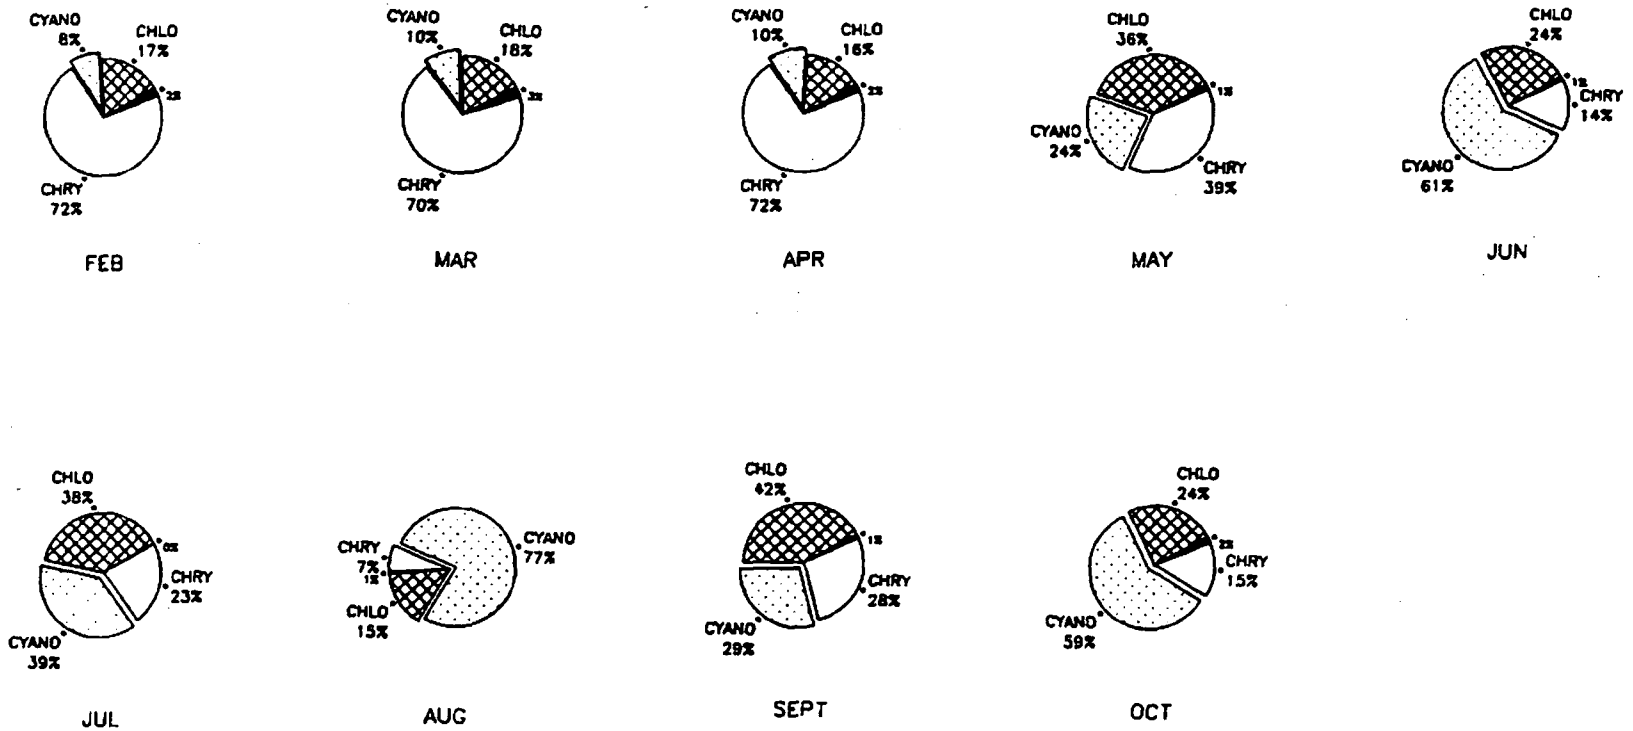 CYANO
8%
CHLO
17%
2%
CHRY
72%
FEB
CYANO
10%
CHLO
18%
CHRY
70%
MAR
CYANO
10%
CHLO
16%
2%
CHRY
72%
APR
CHLO
36%
1%
CYANO
24%
CHRY
39%
MAY
CHLO
24%
1%
CHRY
14%
CYANO
61%
JUN
CHLO
38%
0%
CHRY
23%
CYANO
39%
JUL
CYANO
77%
CHRY
7%
1%
CHLO
15%
AUG
CHLO
42%
1%
CHRY
28%
CYANO
29%
SEPT
CHLO
24%
2%
CHRY
15%
CYANO
59%
OCT